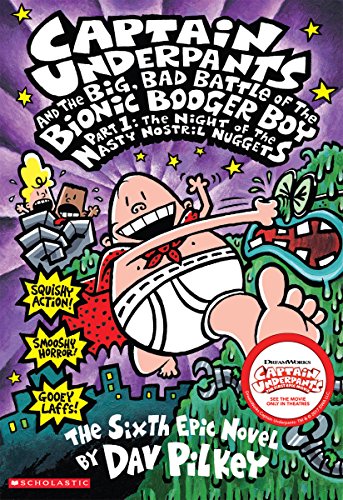 CAPTAIN
UNDERPANTS
AND THE BIG, BAD BATTLE OF THE
BIONIC BOOGER BOY
PART 1: THE NIGHT OF THE
NASTY NOSTRIL NUGGETS
SQUISHY
ACTION!
SMOOSHY
HORROR!
GOOEY
LAFFS!
DREAMWORKS
CAPTAIN
UNDERPANTS
THE FIRST EPIC MOVIE
SEE THE MOVIE
ONLY IN THEATRES
THE SIXTH EPIC NOVEL
BY DAV PILKEY
SCHOLASTIC